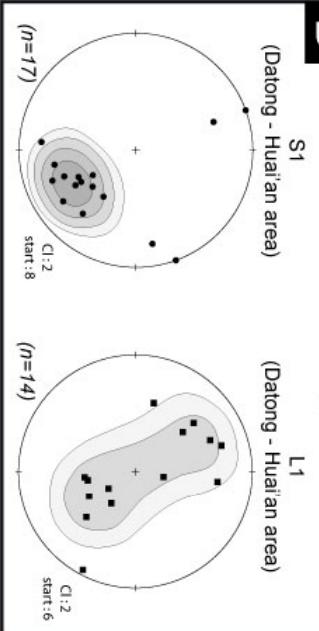 S1
(Datong - Huai'an area)
(n=17)
CI : 2
start : 8
L1
(Datong - Huai'an area)
(n=14)
CI : 2
start : 6